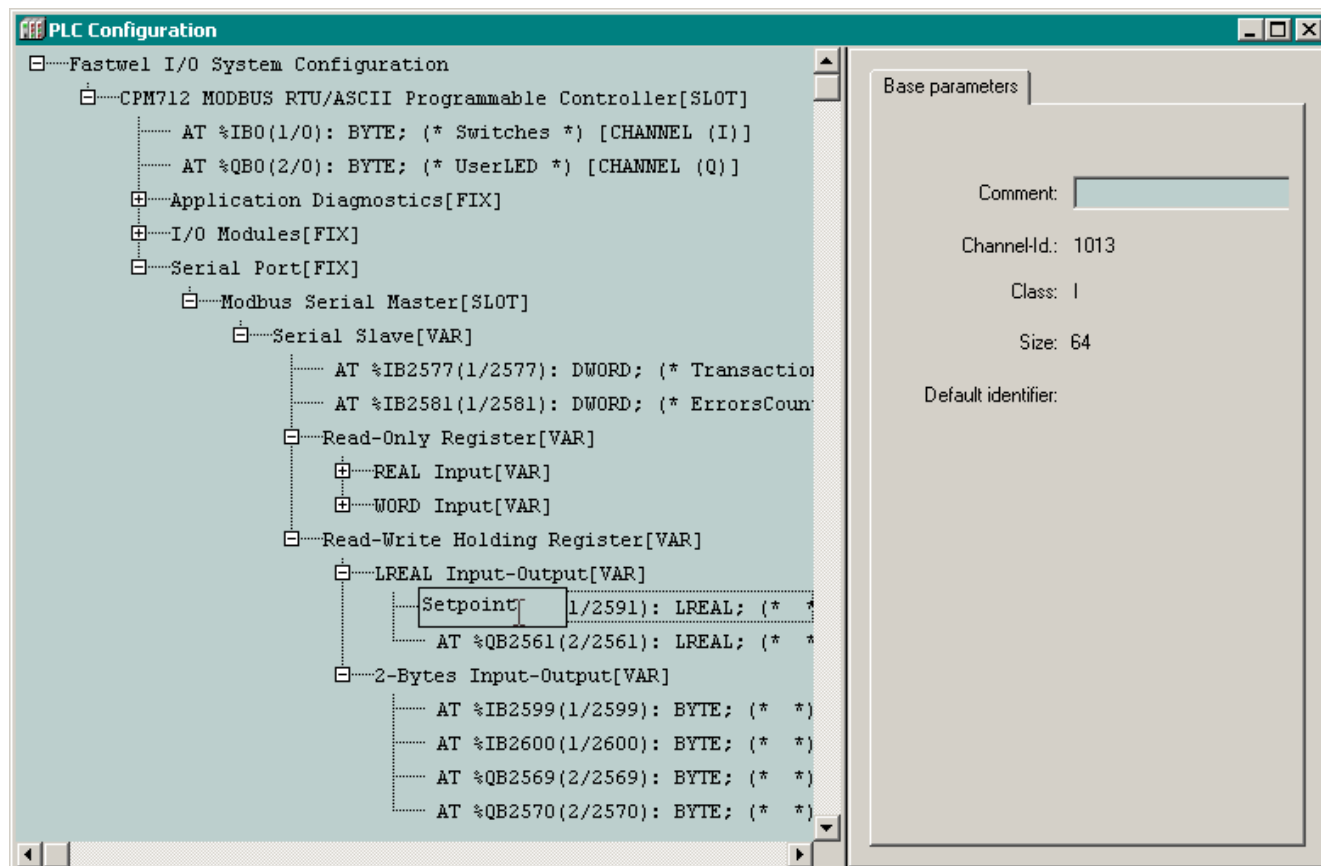 PLC Configuration
Fastwel I/O System Configuration
CPM712 MODBUS RTU/ASCII Programmable Controller[SLOT]
AT %IB0(1/0): BYTE; (* Switches *) [CHANNEL (I)]
AT %QB0(2/0): BYTE; (* UserLED *) [CHANNEL (Q)]
Application Diagnostics[FIX]
I/O Modules[FIX]
Serial Port[FIX]
Modbus Serial Master[SLOT]
Serial Slave[VAR]
AT %IB2577(1/2577): DWORD; (* Transaction
AT %IB2581(1/2581): DWORD; (* ErrorsCoun
Read-Only Register[VAR]
REAL Input[VAR]
WORD Input[VAR]
Read-Write Holding Register[VAR]
LREAL Input-Output[VAR]
Setpoint 1/2591): LREAL; (* *
AT %QB2561(2/2561): LREAL; (* *
2-Bytes Input-Output[VAR]
AT %IB2599(1/2599): BYTE; (* *)
AT %IB2600(1/2600): BYTE; (* *)
AT %QB2569(2/2569): BYTE; (* *)
AT %QB2570(2/2570): BYTE; (* *)
Base parameters
Comment:
Channel-Id.: 1013
Class: I
Size: 64
Default identifier: